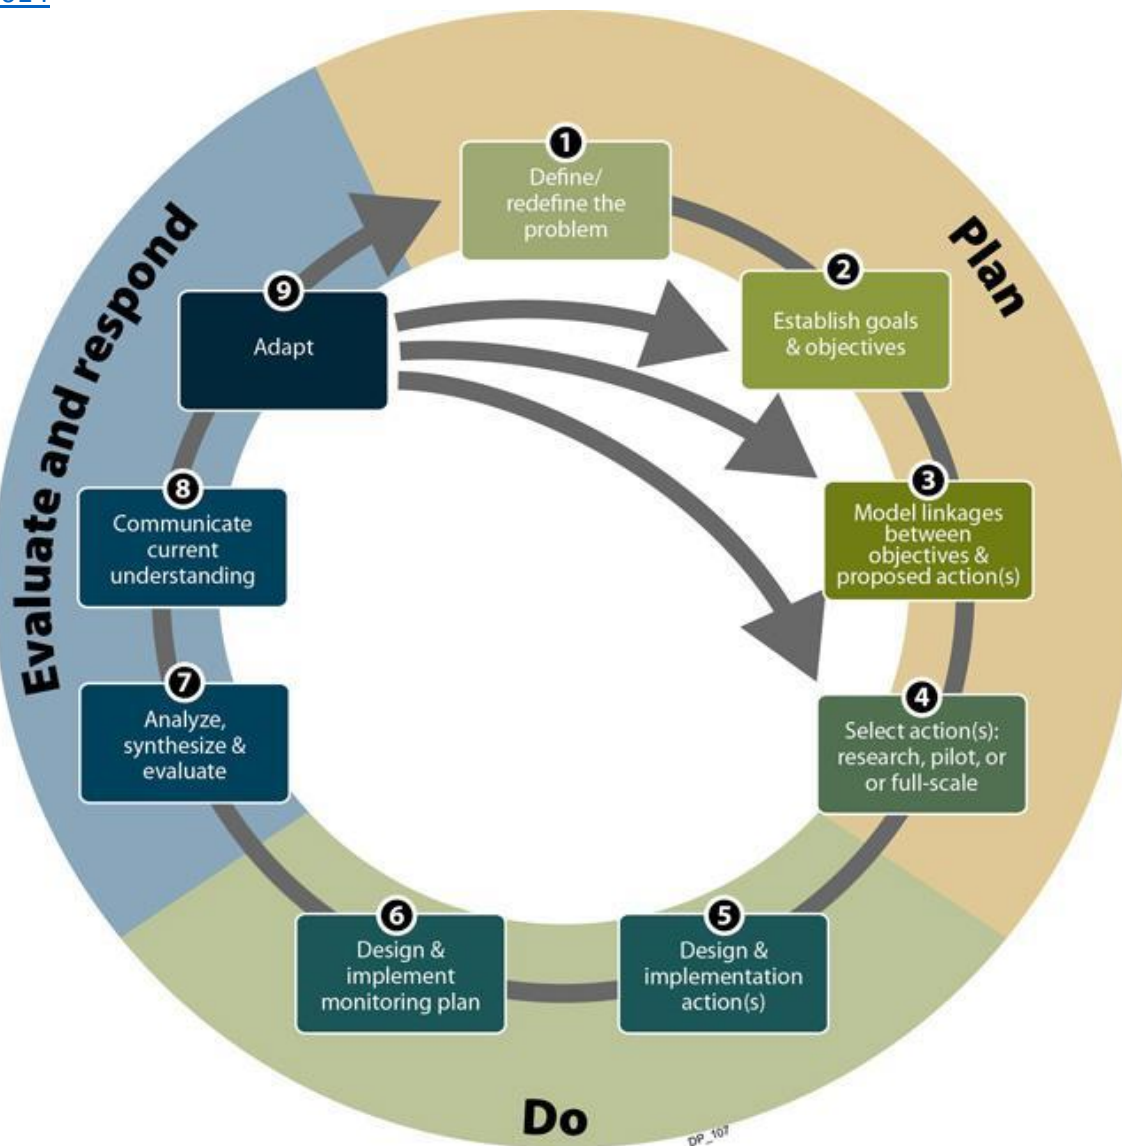 1
Define/
redefine the
problem
2
Establish goals
& objectives
3
Model linkages
between
objectives &
proposed action(s)
4
Select action(s):
research, pilot, or
or full-scale
5
Design &
implementation
action(s)
6
Design &
implement
monitoring plan
7
Analyze,
synthesize &
evaluate
8
Communicate
current
understanding
9
Adapt
Plan
Do
Evaluate and respond
DP_107